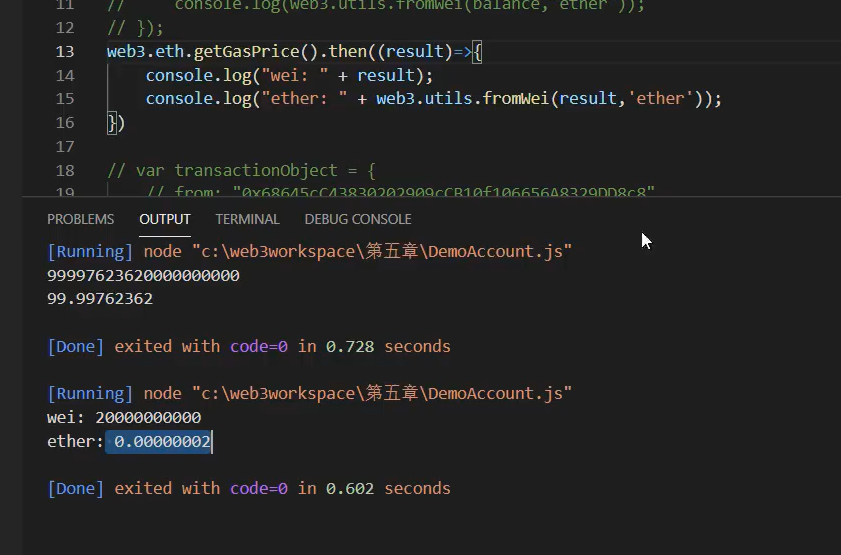 11 //     console.log(web3.utils.fromWei(balance,'ether'));
12 // });
13 web3.eth.getGasPrice().then((result)=>{
14     console.log("wei: " + result);
15     console.log("ether: " + web3.utils.fromWei(result,'ether'));
16 })
17
18 // var transactionObject = {
19     // from: "0x68645cC43830202909cCB10f106656A8329DD8c8"
PROBLEMS OUTPUT TERMINAL DEBUG CONSOLE
[Running] node "c:\web3workspace\第五章\DemoAccount.js"
99997623620000000000
99.99762362
[Done] exited with code=0 in 0.728 seconds
[Running] node "c:\web3workspace\第五章\DemoAccount.js"
wei: 20000000000
ether: 0.00000002
[Done] exited with code=0 in 0.602 seconds